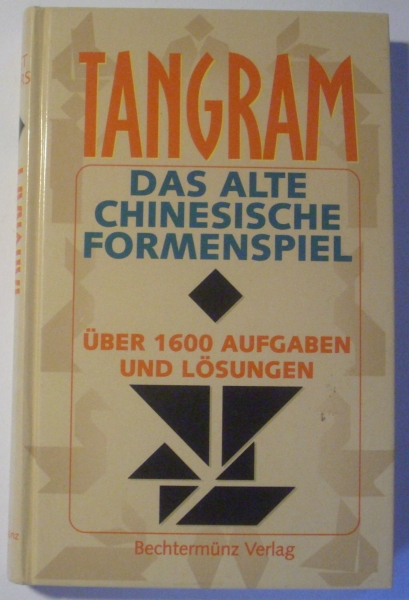 TANGRAM
DAS ALTE
CHINESISCHE
FORMENSPIEL
ÜBER 1600 AUFGABEN
UND LÖSUNGEN
Bechtermünz Verlag